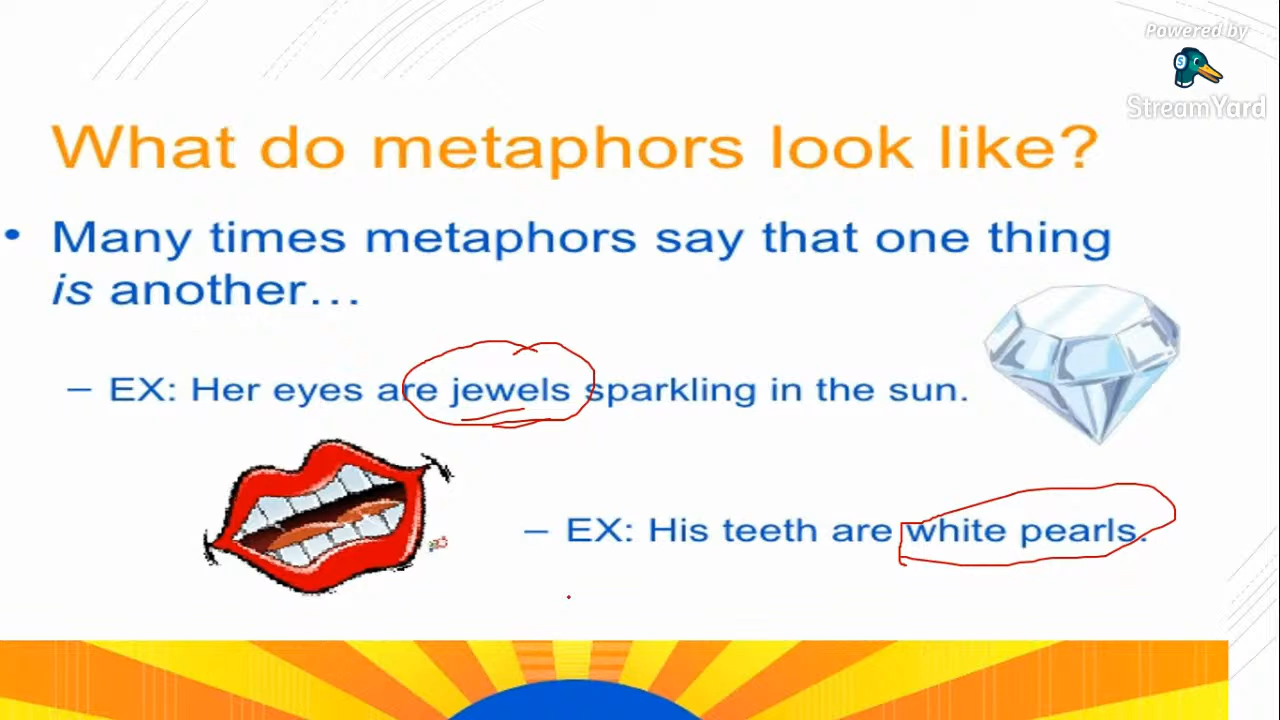 Powered by
S
StreamYard
What do metaphors look like?
• Many times metaphors say that one thing
is another…
– EX: Her eyes are jewels sparkling in the sun.
– EX: His teeth are white pearls.